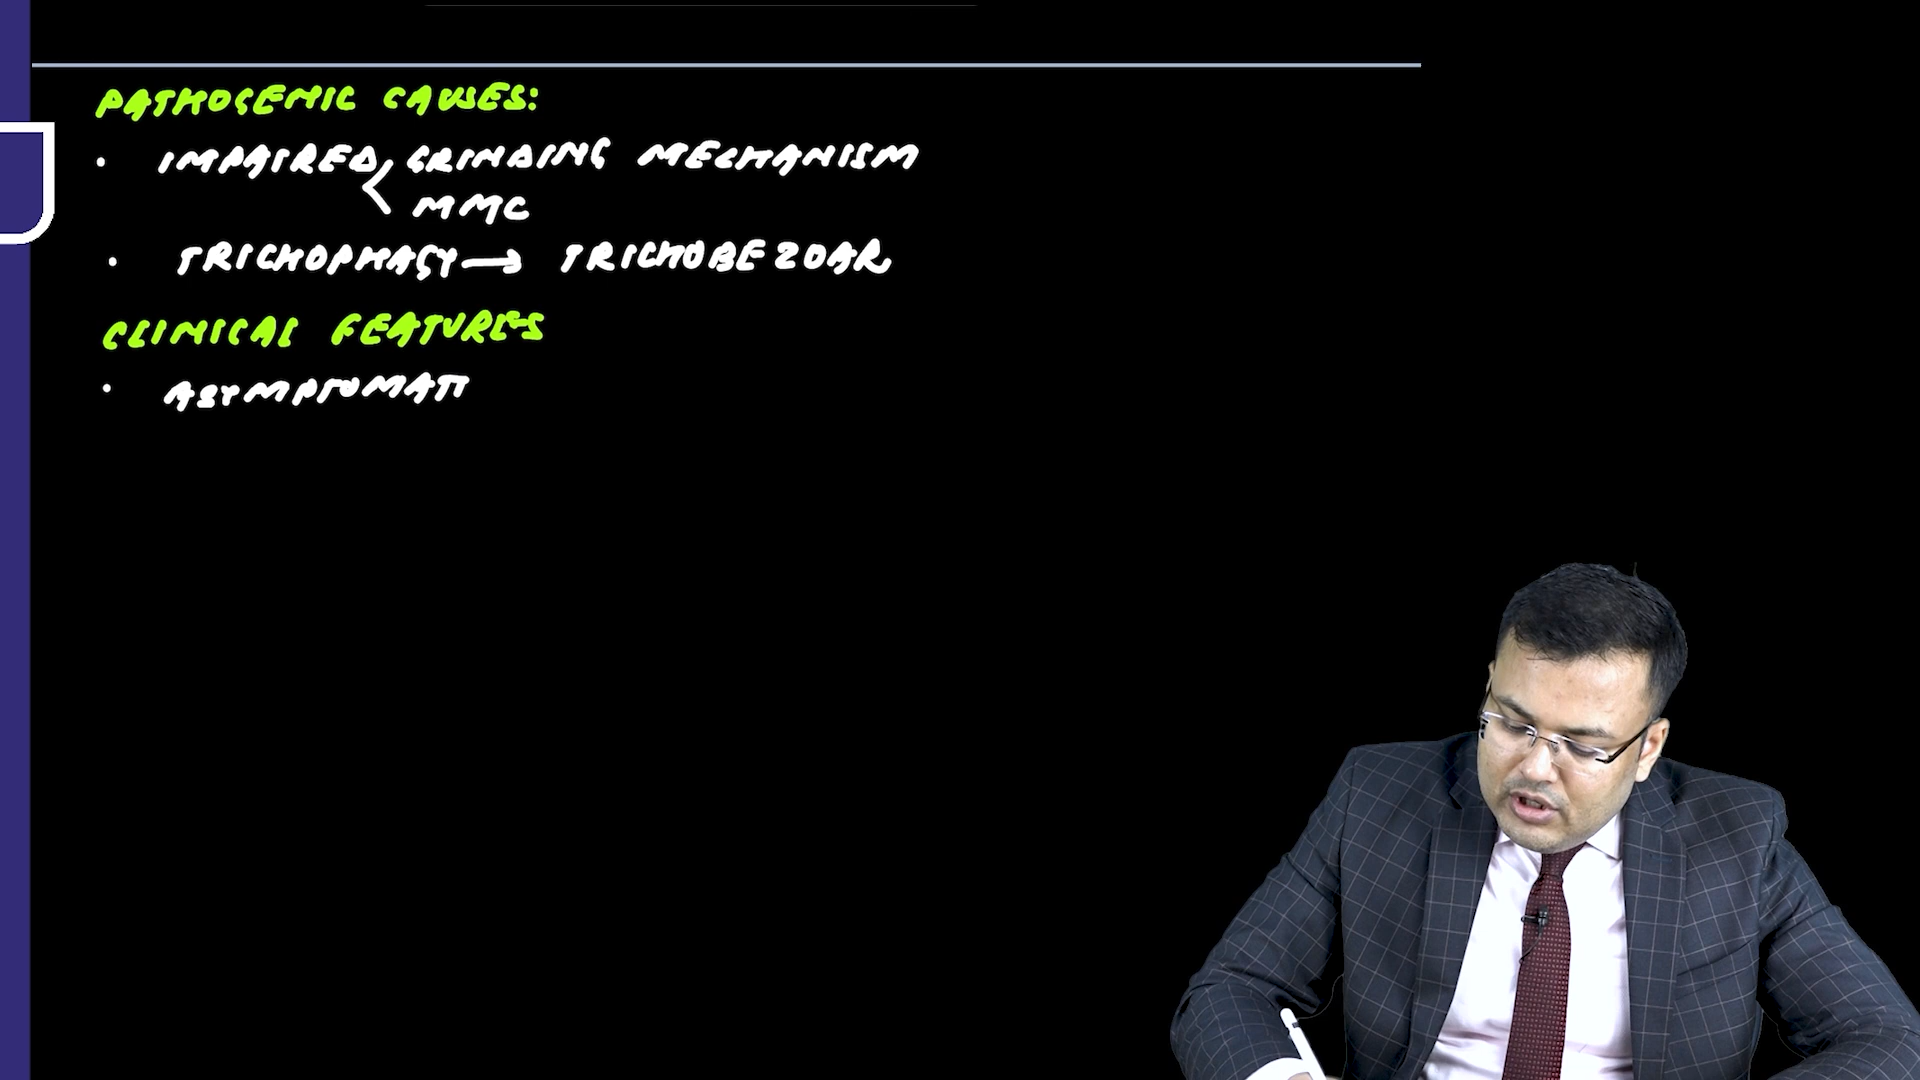 PATHOGENIC CAUSES:
• IMPAIRED < GRINDING MECHANISM
MMC
• TRICHOPHAGY → TRICHOBEZOAR
CLINICAL FEATURES
• ASYMPTOMATI